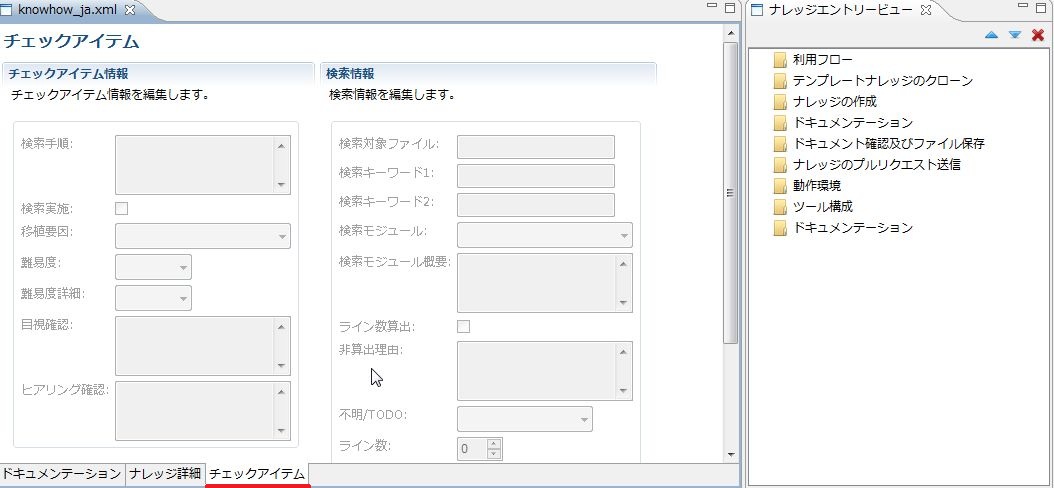 knowhow_ja.xml
チェックアイテム
チェックアイテム情報
チェックアイテム情報を編集します。
検索手順:
検索実施:
移植要因:
難易度:
難易度詳細:
目視確認:
ヒアリング確認:
検索情報
検索情報を編集します。
検索対象ファイル:
検索キーワード1:
検索キーワード2:
検索モジュール:
検索モジュール概要:
ライン数算出:
非算出理由:
不明/TODO:
ライン数:
0
ドキュメンテーション
ナレッジ詳細
チェックアイテム
ナレッジエントリービュー
利用フロー
テンプレートナレッジのクローン
ナレッジの作成
ドキュメンテーション
ドキュメント確認及びファイル保存
ナレッジのプルリクエスト送信
動作環境
ツール構成
ドキュメンテーション